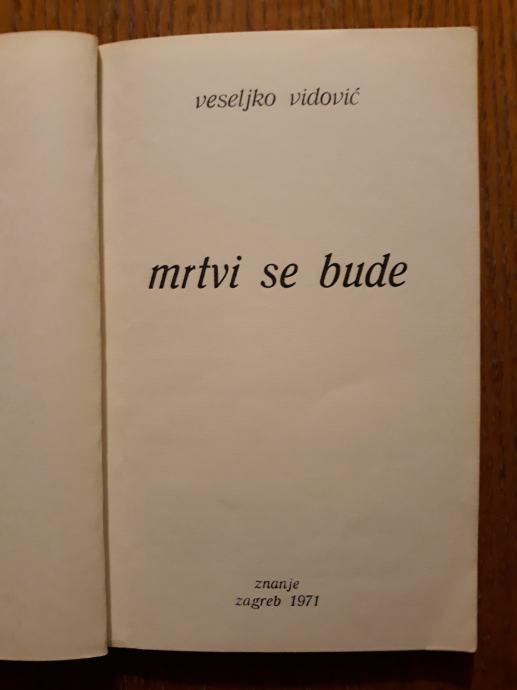 veseljko vidović
mrtvi se bude
znanje
zagreb 1971